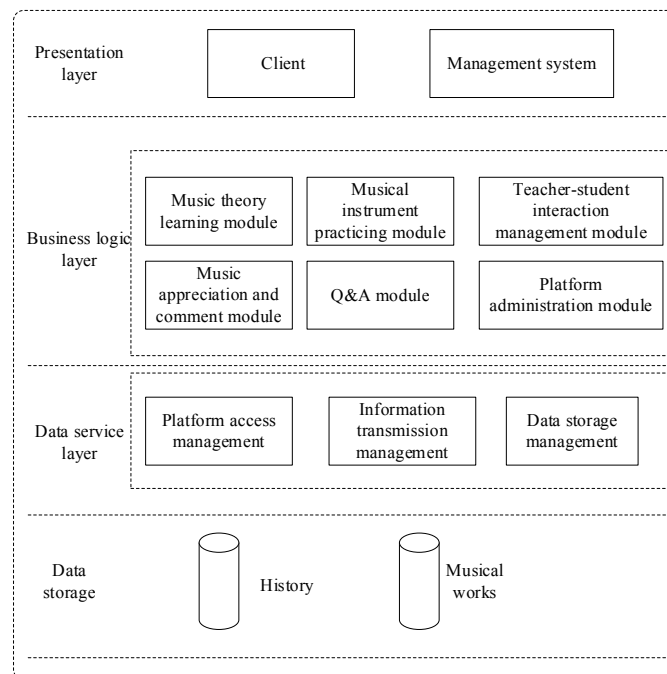 Presentation
layer
Client
Management system
Business logic
layer
Music theory
learning module
Musical
instrument
practicing module
Teacher-student
interaction
management module
Music
appreciation and
comment module
Q&A module
Platform
administration module
Data service
layer
Platform access
management
Information
transmission
management
Data storage
management
Data
storage
History
Musical
works